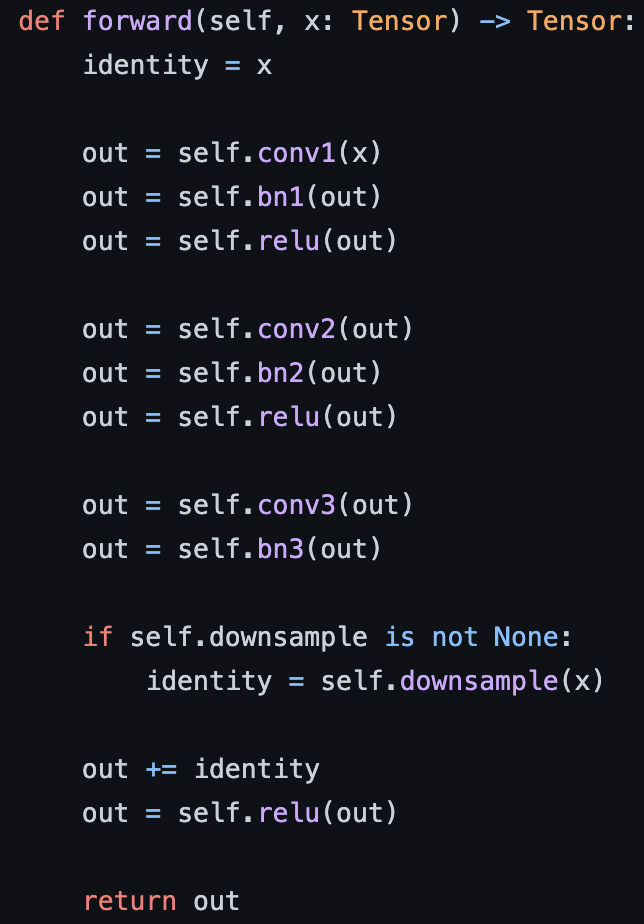 def forward(self, x: Tensor) -> Tensor:
    identity = x

    out = self.conv1(x)
    out = self.bn1(out)
    out = self.relu(out)

    out = self.conv2(out)
    out = self.bn2(out)
    out = self.relu(out)

    out = self.conv3(out)
    out = self.bn3(out)

    if self.downsample is not None:
        identity = self.downsample(x)

    out += identity
    out = self.relu(out)

    return out